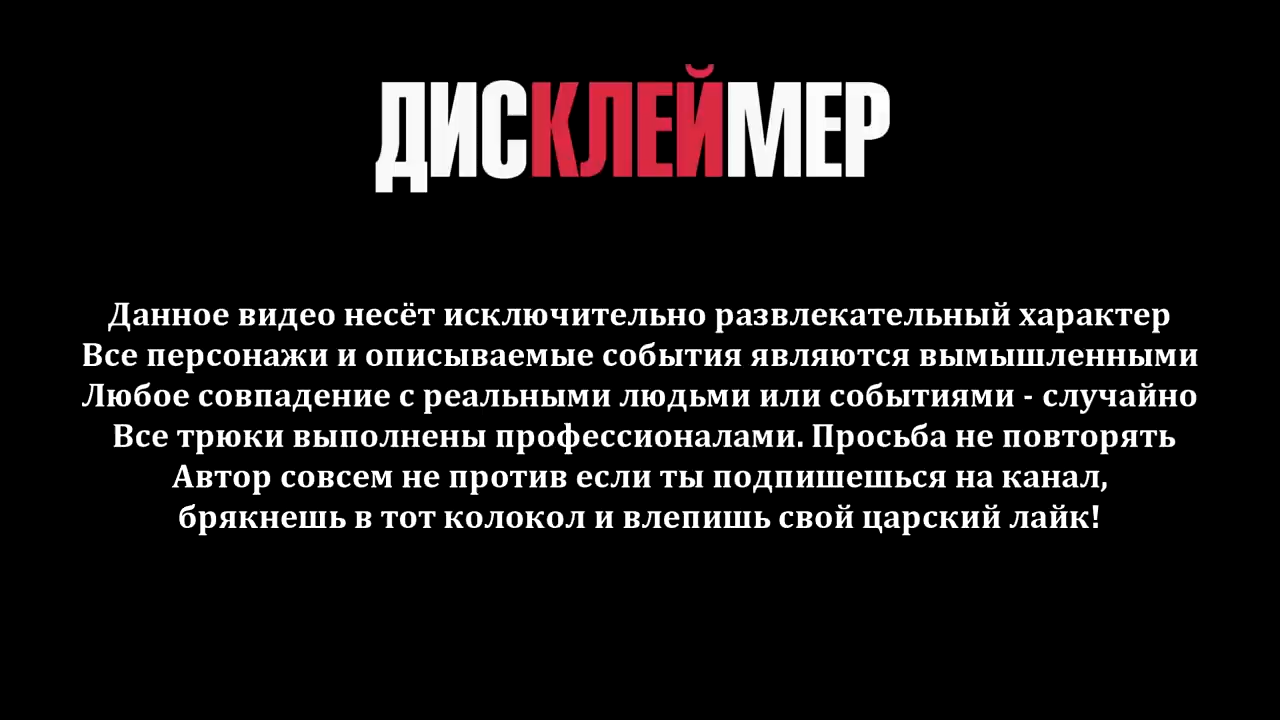 ДИСКЛЕЙМЕР
Данное видео несёт исключительно развлекательный характер
Все персонажи и описываемые события являются вымышленными
Любое совпадение с реальными людьми или событиями - случайно
Все трюки выполнены профессионалами. Просьба не повторять
Автор совсем не против если ты подпишешься на канал,
брякнешь в тот колокол и влепишь свой царский лайк!